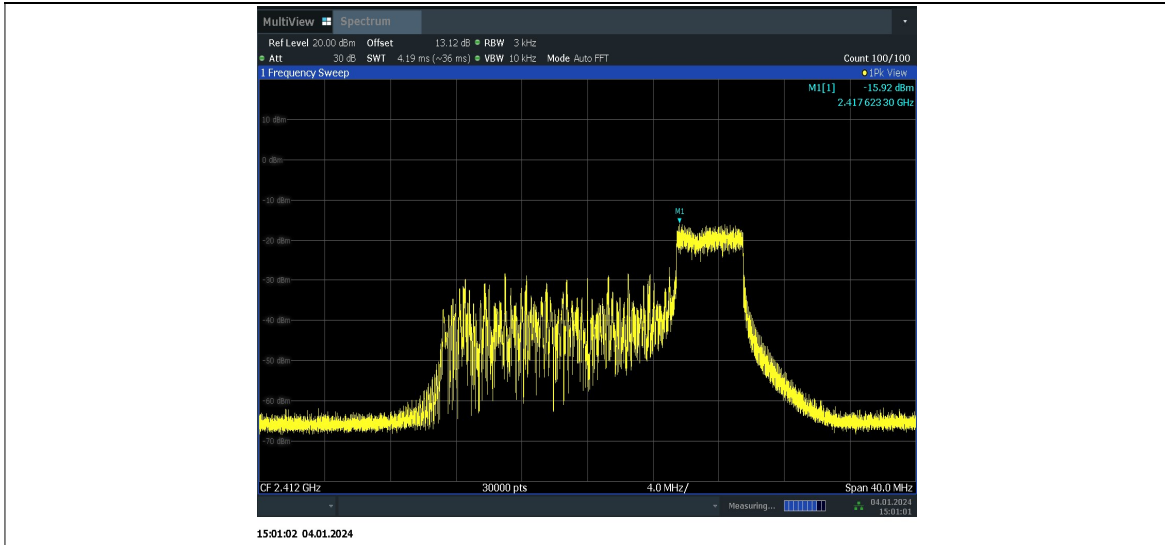 MultiView Spectrum
Ref Level 20.00 dBm Offset 13.12 dB RBW 3 kHz
Att 30 dB SWT 4.19 ms (~36 ms) VBW 10 kHz Mode Auto FFT Count 100/100
1 Frequency Sweep 1Pk View
M1[1] -15.92 dBm
2.417 623 30 GHz
10 dBm
0 dBm
-10 dBm
M1
-20 dBm
-30 dBm
-40 dBm
-50 dBm
-60 dBm
-70 dBm
CF 2.412 GHz 30000 pts 4.0 MHz/ Span 40.0 MHz
Measuring... 04.01.2024
15:01:01
15:01:02 04.01.2024